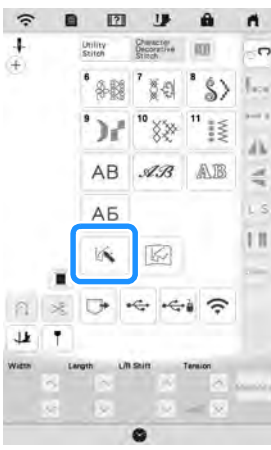 Utility Stitch
Character Decorative Stitch
6 7 8
9 10 11
AB AB AB
АБ
L S
Width Length L/R Shift Tension